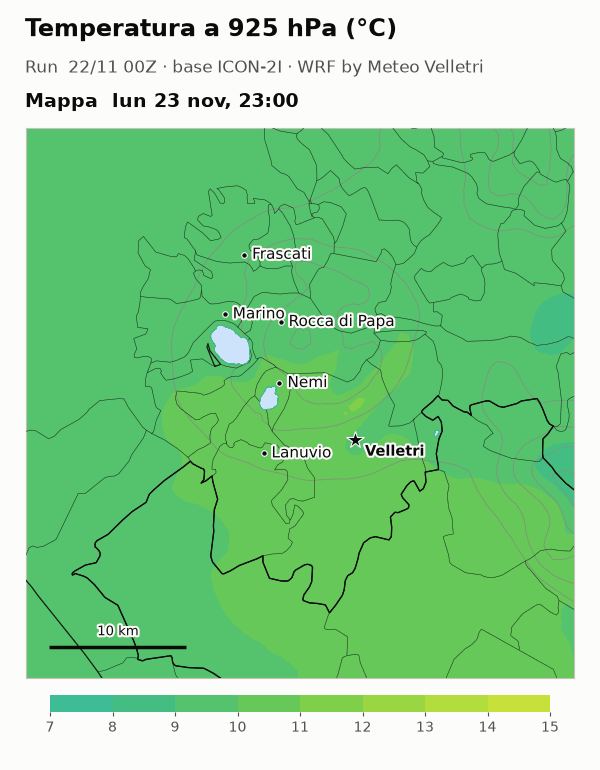 Temperatura a 925 hPa (°C)
Run  22/11 00Z · base ICON-2I · WRF by Meteo Velletri
Mappa  lun 23 nov, 23:00
Frascati
Marino
Rocca di Papa
Nemi
Velletri
Lanuvio
10 km
7 8 9 10 11 12 13 14 15